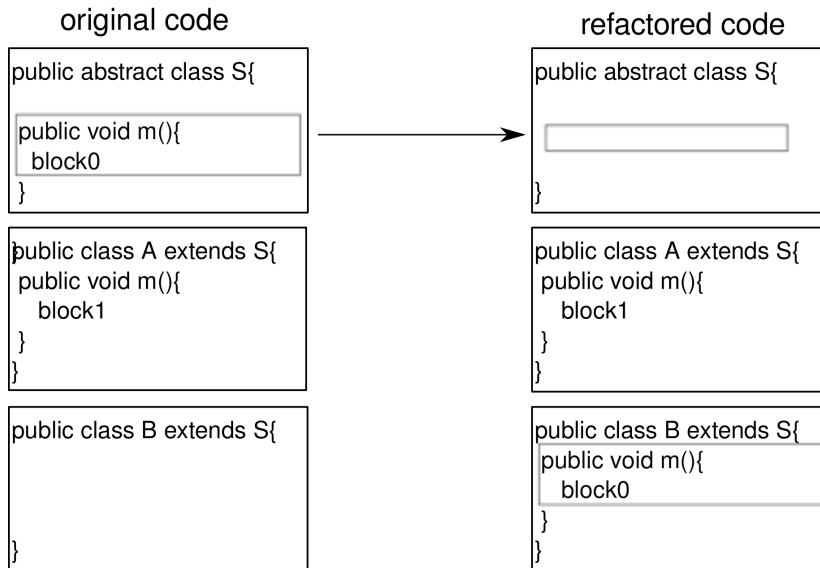 original code
public abstract class S{
public void m(){
block0
}
}
public class A extends S{
public void m(){
block1
}
}
public class B extends S{
}
refactored code
public abstract class S{
}
public class A extends S{
public void m(){
block1
}
}
public class B extends S{
public void m(){
block0
}
}